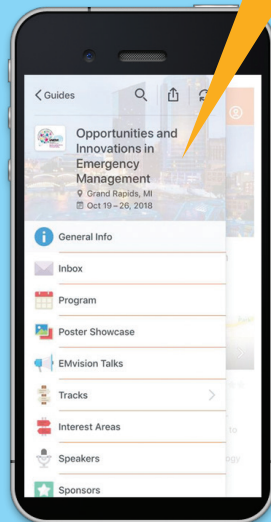 Guides
Opportunities and
Innovations in
Emergency
Management
Grand Rapids, MI
Oct 19 – 26, 2018
General Info
Inbox
Program
Poster Showcase
EMvision Talks
Tracks
Interest Areas
Speakers
Sponsors